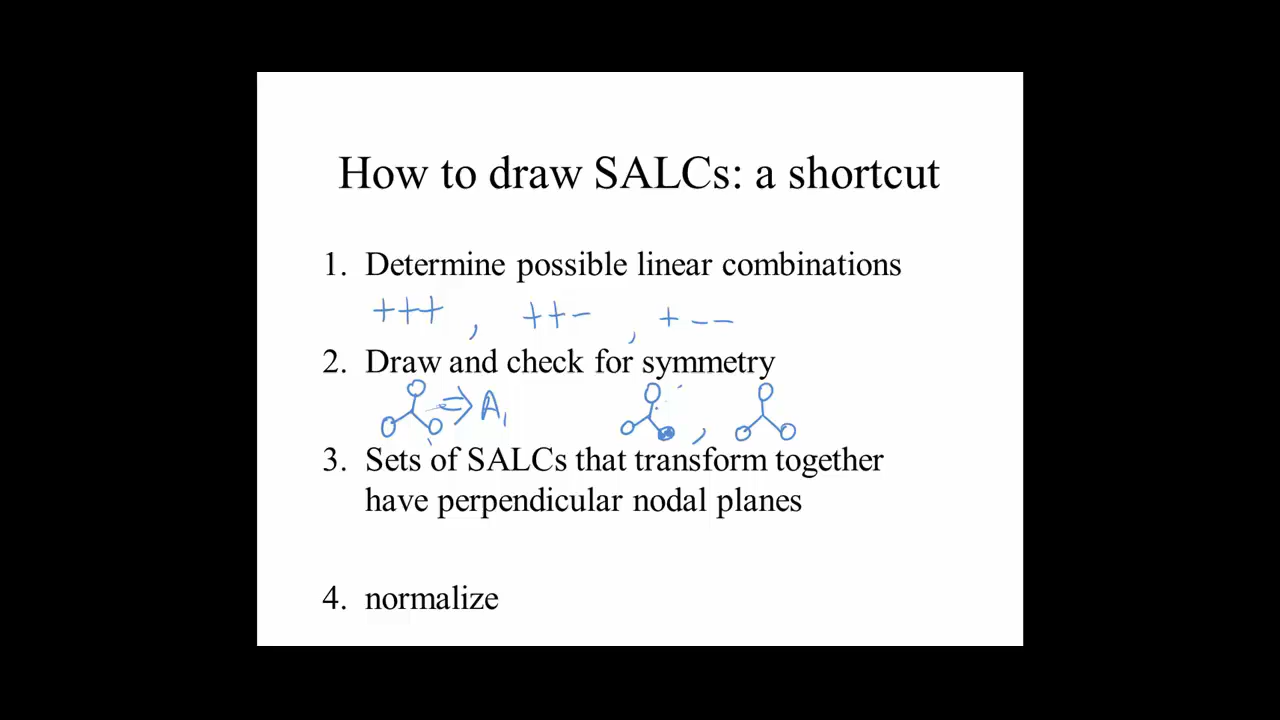 How to draw SALCs: a shortcut
1. Determine possible linear combinations
+++ , ++− , +−−
2. Draw and check for symmetry
⇒ A₁ ,
3. Sets of SALCs that transform together
have perpendicular nodal planes
4. normalize